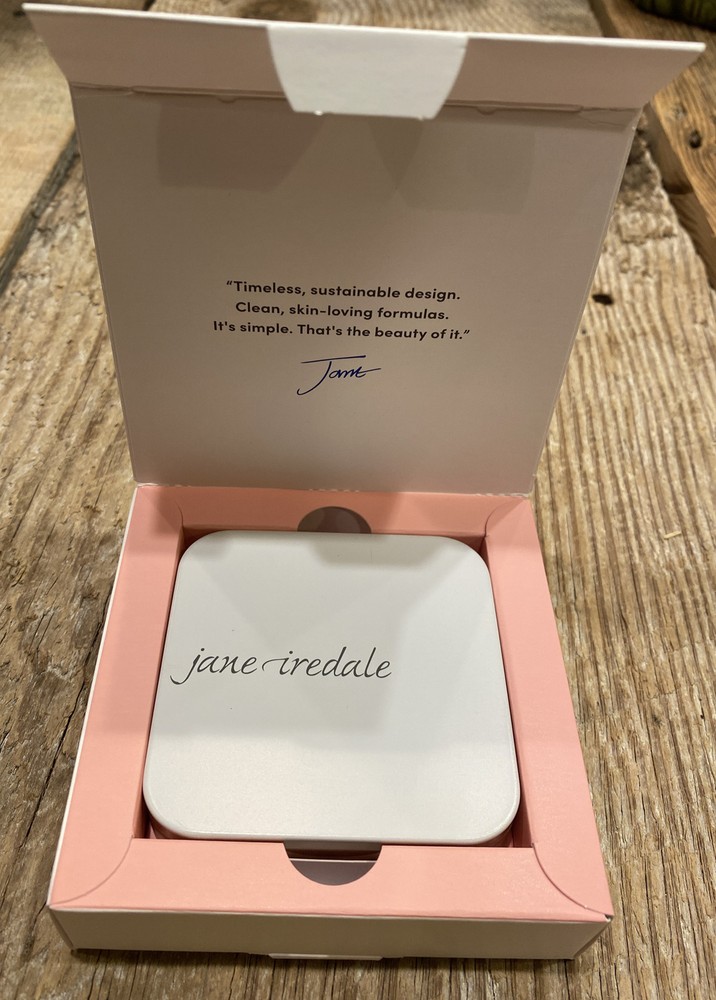 “Timeless, sustainable design.
Clean, skin-loving formulas.
It's simple. That's the beauty of it.”
Jane
jane iredale